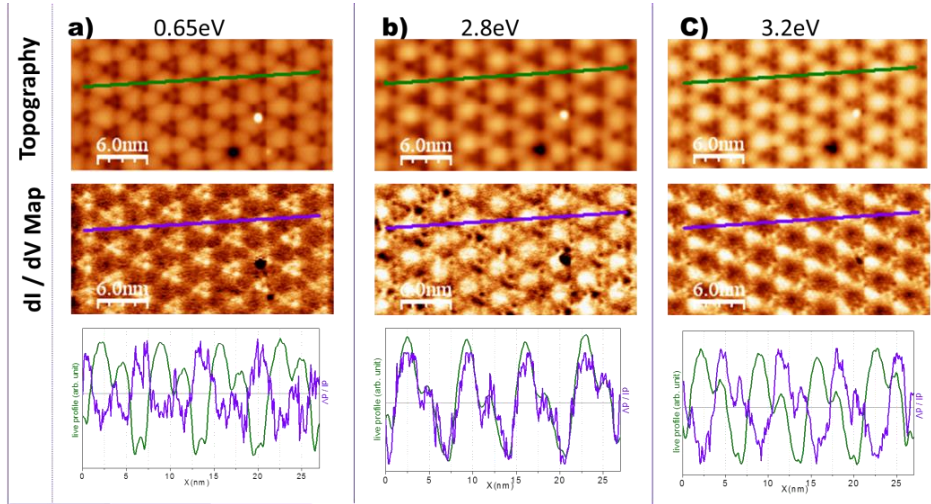 a) 0.65eV
b) 2.8eV
C) 3.2eV
Topography
6.0nm
6.0nm
6.0nm
dI / dV Map
6.0nm
6.0nm
6.0nm
live profile (arb. unit)
dI / dV
0 5 10 15 20 25
X (nm)
live profile (arb. unit)
dI / dV
0 5 10 15 20 25
X (nm)
live profile (arb. unit)
dI / dV
0 5 10 15 20 25
X (nm)